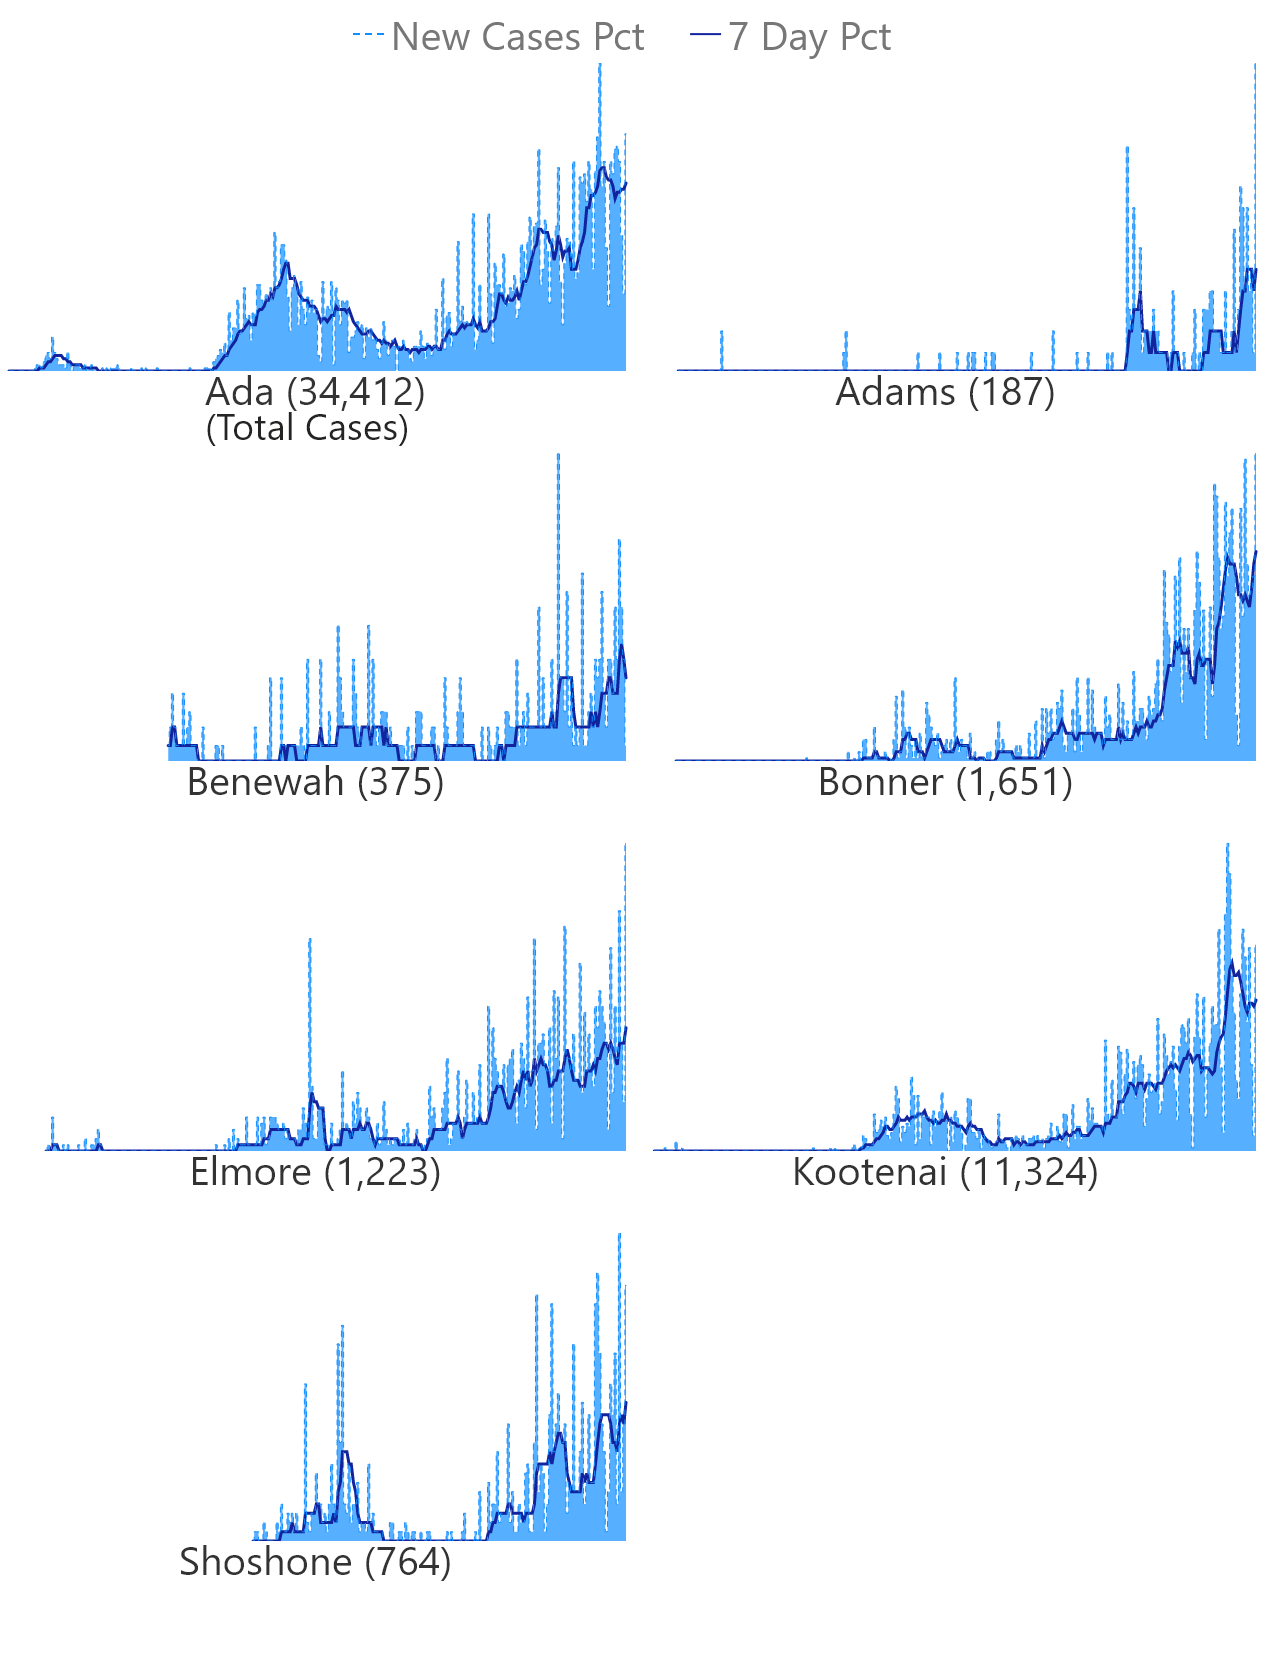 New Cases Pct 7 Day Pct
Ada (34,412) Adams (187)
(Total Cases)
Benewah (375) Bonner (1,651)
Elmore (1,223) Kootenai (11,324)
Shoshone (764)